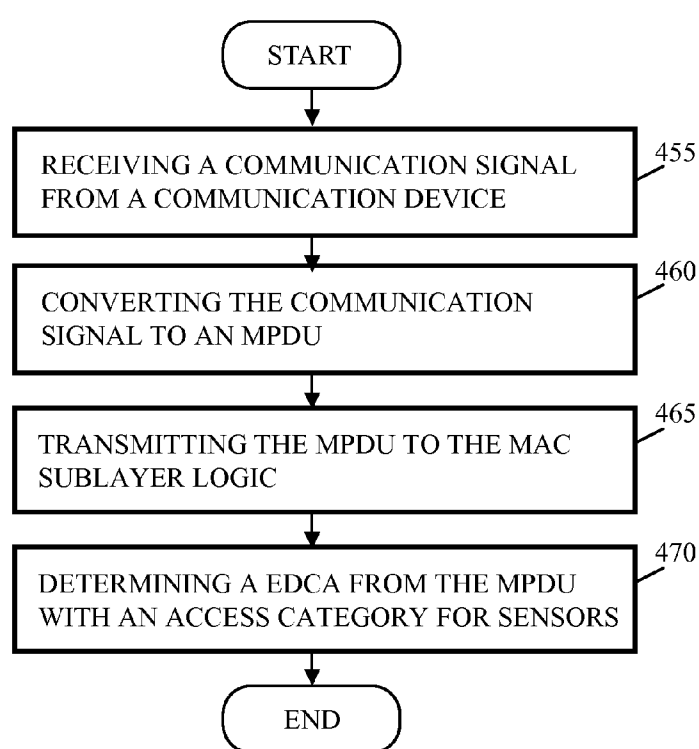 START
RECEIVING A COMMUNICATION SIGNAL
FROM A COMMUNICATION DEVICE
455
CONVERTING THE COMMUNICATION
SIGNAL TO AN MPDU
460
TRANSMITTING THE MPDU TO THE MAC
SUBLAYER LOGIC
465
DETERMINING A EDCA FROM THE MPDU
WITH AN ACCESS CATEGORY FOR SENSORS
470
END